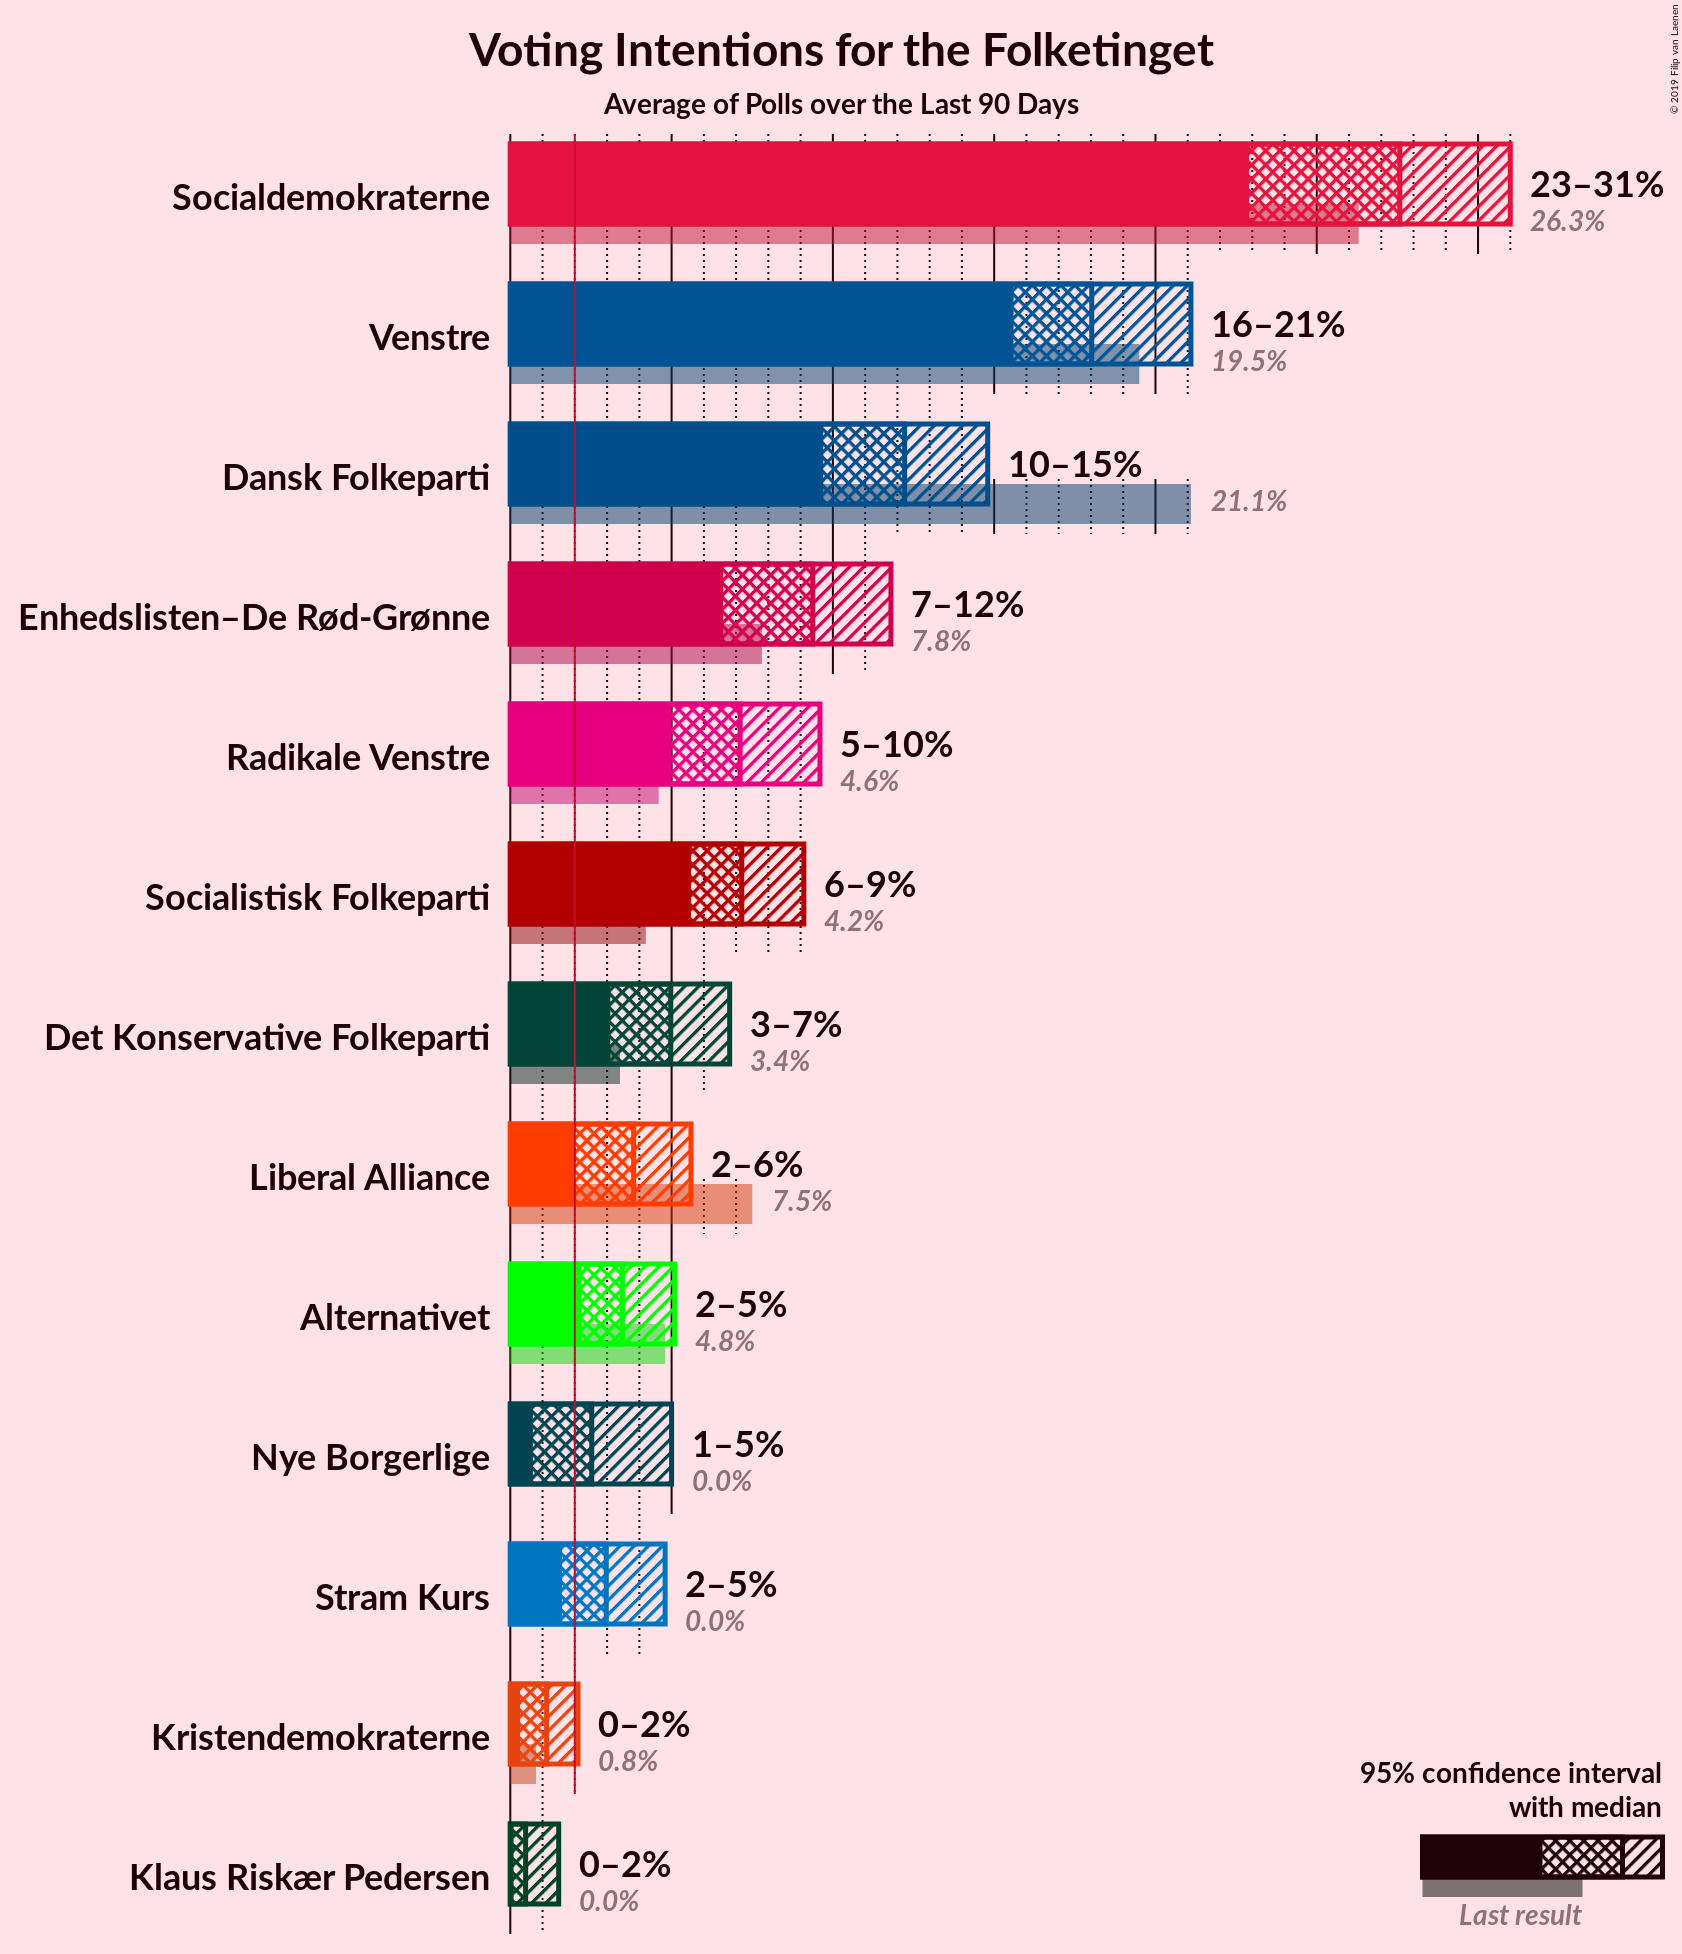 © 2019 Filip van Laenen
Voting Intentions for the Folketinget
Average of Polls over the Last 90 Days
Socialdemokraterne
23–31%
26.3%
Venstre
16–21%
19.5%
Dansk Folkeparti
10–15%
21.1%
Enhedslisten–De Rød-Grønne
7–12%
7.8%
Radikale Venstre
5–10%
4.6%
Socialistisk Folkeparti
6–9%
4.2%
Det Konservative Folkeparti
3–7%
3.4%
Liberal Alliance
2–6%
7.5%
Alternativet
2–5%
4.8%
Nye Borgerlige
1–5%
0.0%
Stram Kurs
2–5%
0.0%
Kristendemokraterne
0–2%
0.8%
Klaus Riskær Pedersen
0–2%
0.0%
95% confidence interval
with median
Last result